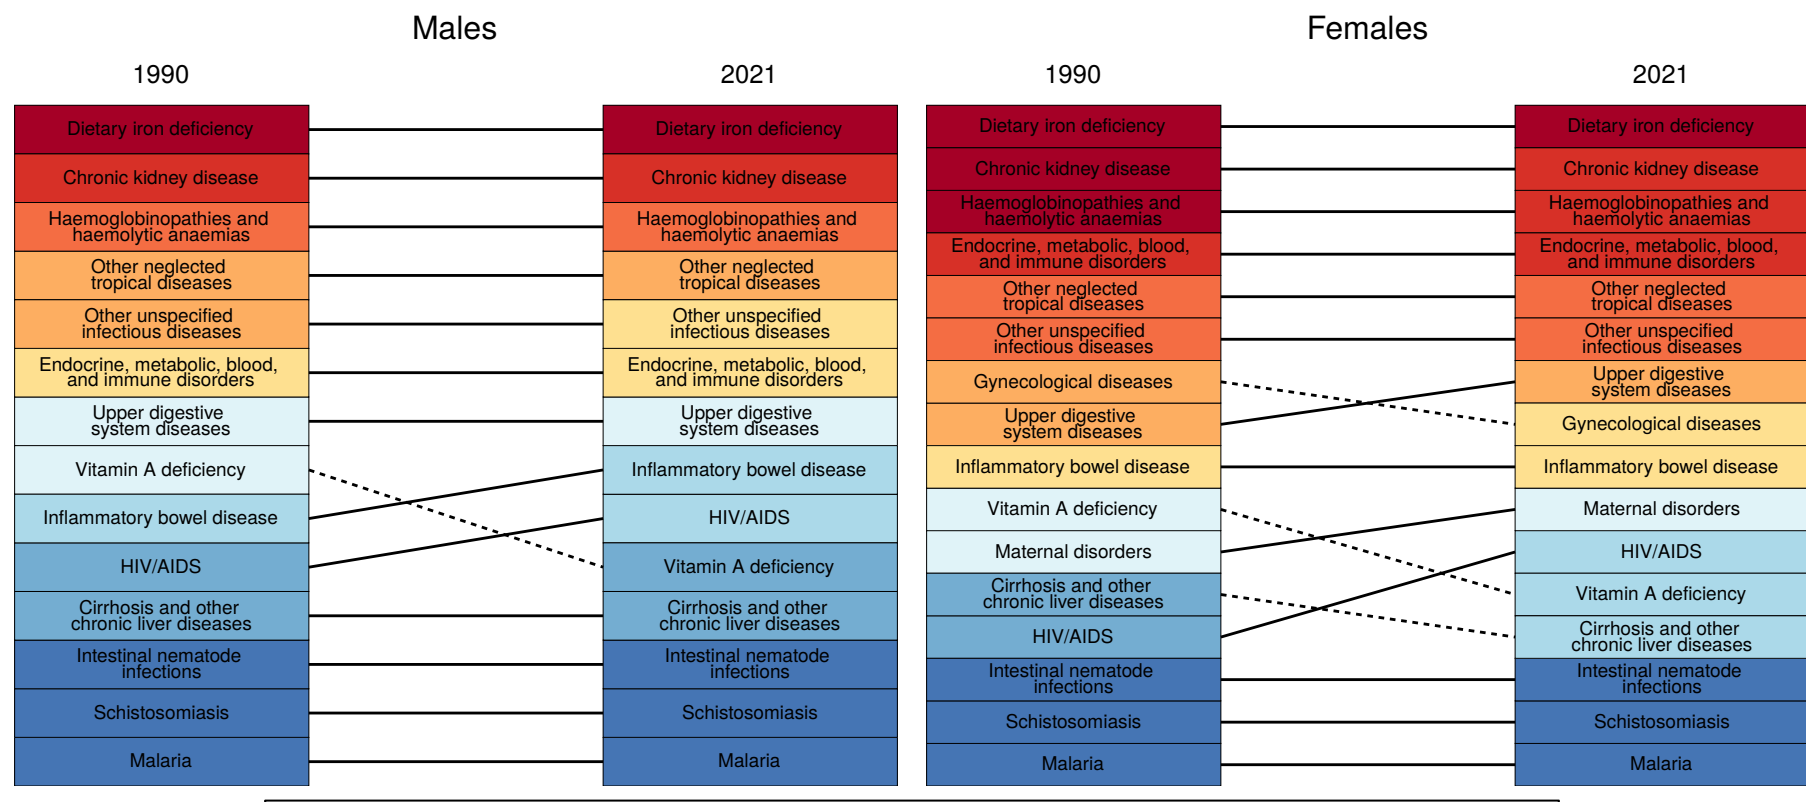 Males
Females
1990
2021
1990
2021
Dietary iron deficiency
Chronic kidney disease
Haemoglobinopathies and
haemolytic anaemias
Other neglected
tropical diseases
Other unspecified
infectious diseases
Endocrine, metabolic, blood,
and immune disorders
Upper digestive
system diseases
Vitamin A deficiency
Inflammatory bowel disease
HIV/AIDS
Cirrhosis and other
chronic liver diseases
Intestinal nematode
infections
Schistosomiasis
Malaria
Dietary iron deficiency
Chronic kidney disease
Haemoglobinopathies and
haemolytic anaemias
Other neglected
tropical diseases
Other unspecified
infectious diseases
Endocrine, metabolic, blood,
and immune disorders
Upper digestive
system diseases
Inflammatory bowel disease
HIV/AIDS
Vitamin A deficiency
Cirrhosis and other
chronic liver diseases
Intestinal nematode
infections
Schistosomiasis
Malaria
Dietary iron deficiency
Chronic kidney disease
Haemoglobinopathies and
haemolytic anaemias
Endocrine, metabolic, blood,
and immune disorders
Other neglected
tropical diseases
Other unspecified
infectious diseases
Gynecological diseases
Upper digestive
system diseases
Inflammatory bowel disease
Vitamin A deficiency
Maternal disorders
Cirrhosis and other
chronic liver diseases
HIV/AIDS
Intestinal nematode
infections
Schistosomiasis
Malaria
Dietary iron deficiency
Chronic kidney disease
Haemoglobinopathies and
haemolytic anaemias
Endocrine, metabolic, blood,
and immune disorders
Other neglected
tropical diseases
Other unspecified
infectious diseases
Upper digestive
system diseases
Gynecological diseases
Inflammatory bowel disease
Maternal disorders
HIV/AIDS
Vitamin A deficiency
Cirrhosis and other
chronic liver diseases
Intestinal nematode
infections
Schistosomiasis
Malaria